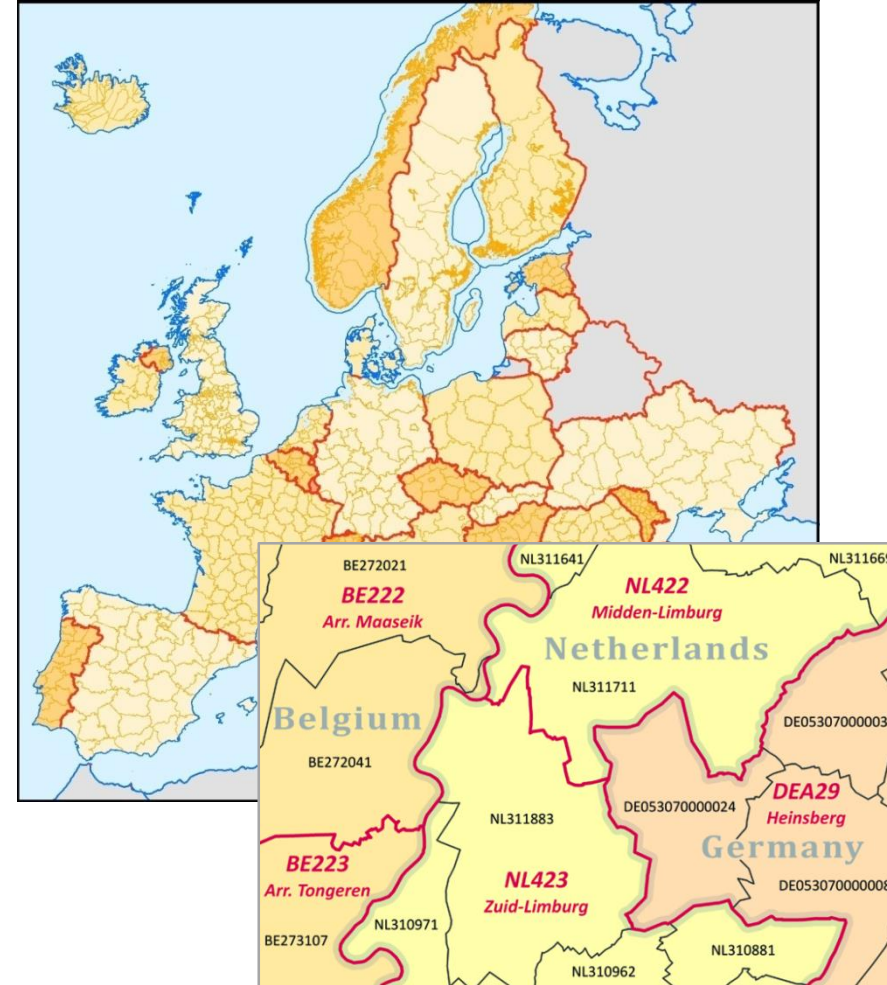 BE272021
NL311641
NL31166
BE222
Arr. Maaseik
NL422
Midden-Limburg
Netherlands
NL311711
Belgium
BE272041
DE05307000003
DE053070000024
DEA29
Heinsberg
Germany
NL311883
BE223
Arr. Tongeren
NL423
Zuid-Limburg
DE053070000008
NL310971
BE273107
NL310962
NL310881